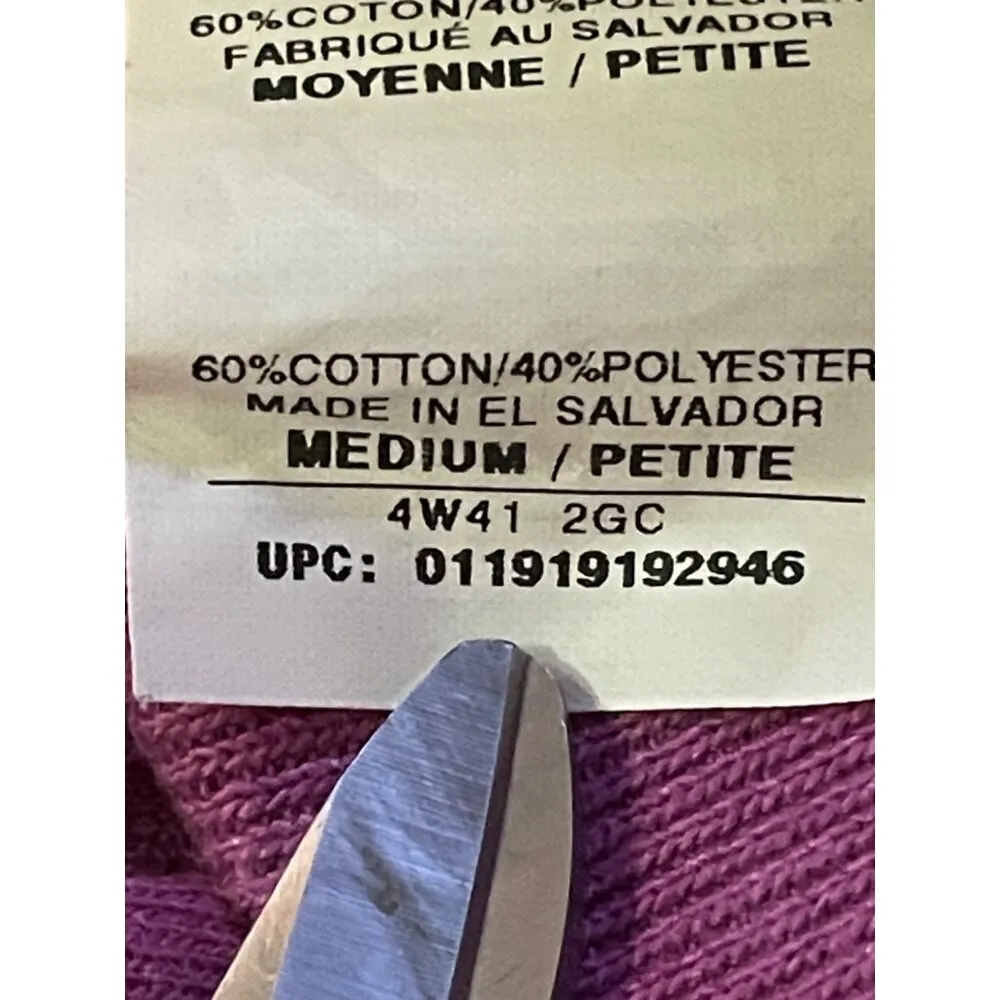 60%COTON/40%POLYESTER
FABRIQUÉ AU SALVADOR
MOYENNE / PETITE
60%COTTON/40%POLYESTER
MADE IN EL SALVADOR
MEDIUM / PETITE
4W41 2GC
UPC: 011919192946